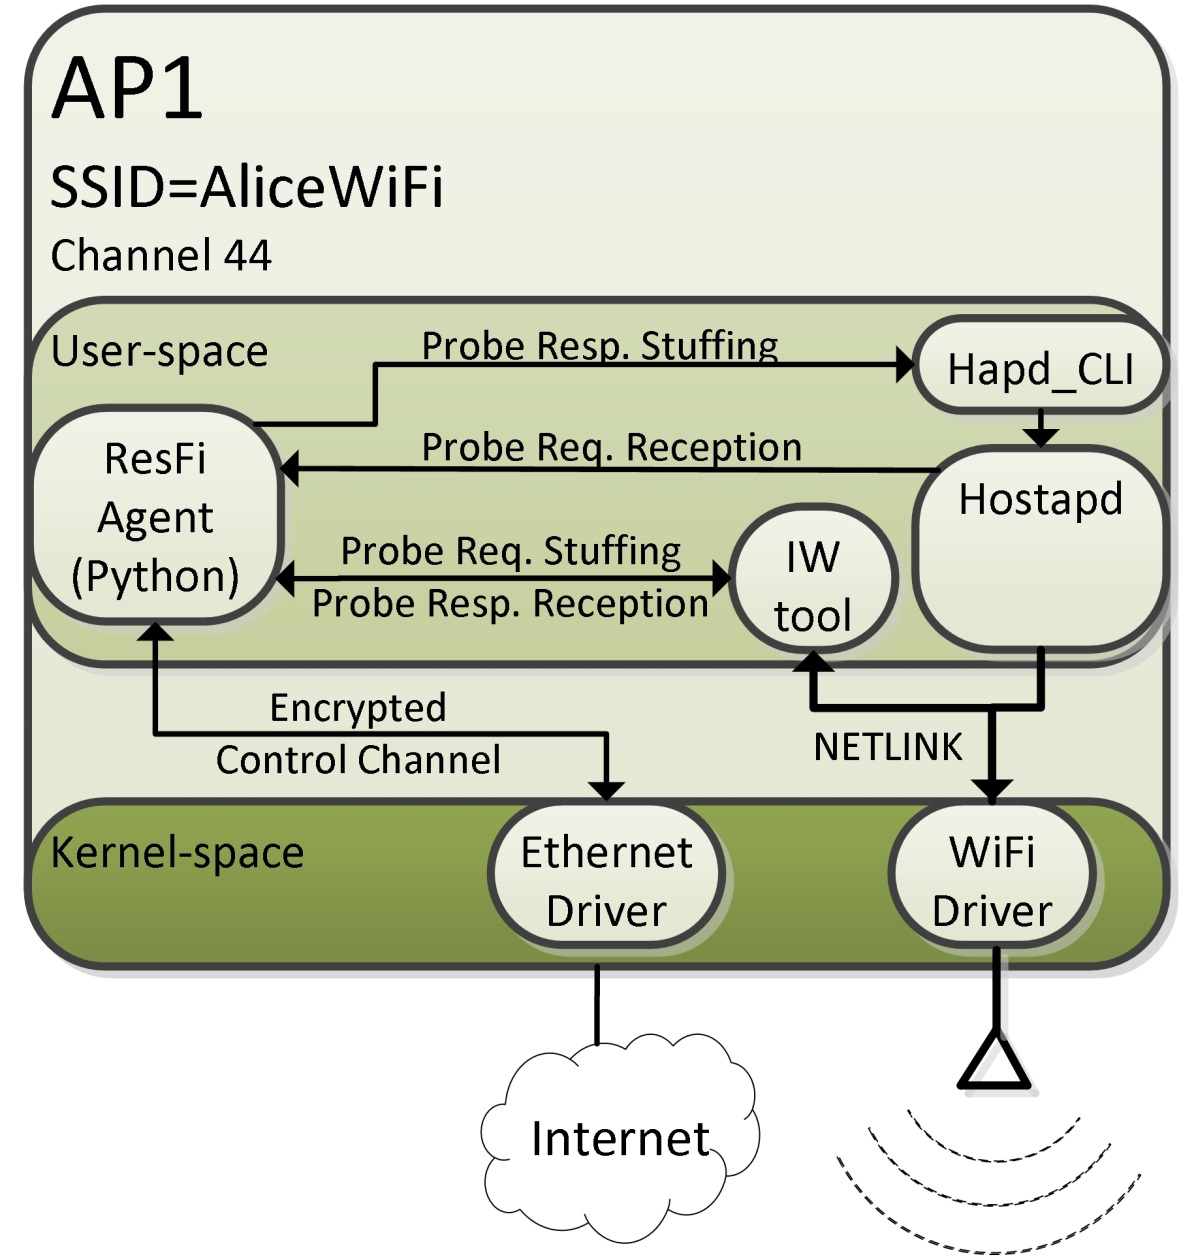 AP1
SSID=AliceWiFi
Channel 44
User-space
Probe Resp. Stuffing
Hapd_CLI
ResFi
Agent
(Python)
Probe Req. Reception
Hostapd
Probe Req. Stuffing
Probe Resp. Reception
IW
tool
Encrypted
Control Channel
NETLINK
Kernel-space
Ethernet
Driver
WiFi
Driver
Internet